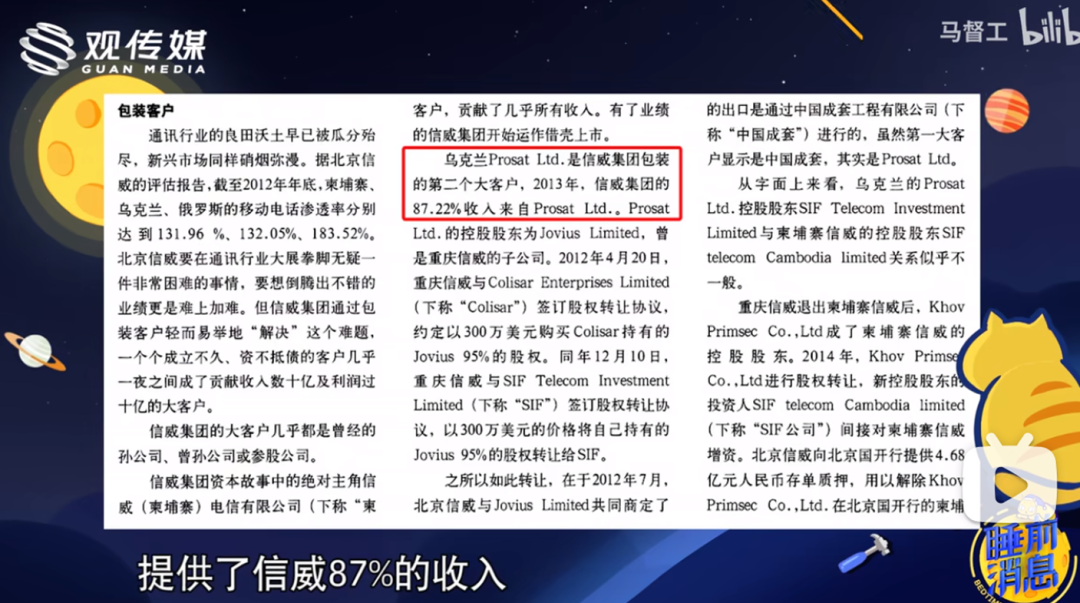 观传媒
GUAN MEDIA
马督工 bilib
包装客户
通讯行业的良田沃土早已被瓜分殆
尽，新兴市场同样硝烟弥漫。据北京信
威的评估报告，截至2012年年底，柬埔寨、
乌克兰、俄罗斯的移动电话渗透率分别
达到131.96 %、132.05%、183.52%。
北京信威要在通讯行业大展拳脚无疑一
件非常困难的事情，要想倒腾出不错的
业绩更是难上加难。但信威集团通过包
装客户轻而易举地“解决”这个难题，
一个个成立不久、资不抵债的客户几乎
一夜之间成了贡献收入数十亿及利润过
十亿的大客户。
信威集团的大客户几乎都是曾经的
孙公司、曾孙公司或参股公司。
信威集团资本故事中的绝对主角信
威（柬埔寨）电信有限公司（下称“柬
客户，贡献了几乎所有收入。有了业绩
的信威集团开始运作借壳上市。
乌克兰Prosat Ltd.是信威集团包装
的第二个大客户，2013年，信威集团的
87.22%收入来自Prosat Ltd.。Prosat
Ltd.的控股股东为Jovius Limited，曾
是重庆信威的子公司。2012年4月20日，
重庆信威与Colisar Enterprises Limited
（下称“Colisar”）签订股权转让协议，
约定以300万美元购买Colisar持有的
Jovius 95%的股权。同年12月10日，
重庆信威与SIF Telecom Investment
Limited（下称“SIF”）签订股权转让协
议，以300万美元的价格将自己持有的
Jovius 95%的股权转让给SIF。
之所以如此转让，在于2012年7月，
北京信威与Jovius Limited共同商定了
的出口是通过中国成套工程有限公司（下
称“中国成套”）进行的，虽然第一大客
户显示是中国成套，其实是Prosat Ltd。
从字面上来看，乌克兰的Prosat
Ltd.控股股东SIF Telecom Investment
Limited与柬埔寨信威的控股股东SIF
telecom Cambodia limited关系似乎不
一般。
重庆信威退出柬埔寨信威后，Khov
Primsec Co.,Ltd成了柬埔寨信威的
控股股东。2014年，Khov Primse
Co.,Ltd进行股权转让，新控股股东的
投资人SIF telecom Cambodia limited
（下称“SIF公司”）间接对柬埔寨信威
增资。北京信威向北京国开行提供4.68
亿元人民币存单质押，用以解除Khov
Primsec Co.,Ltd.在北京国开行的柬埔
提供了信威87%的收入
睡前
消息